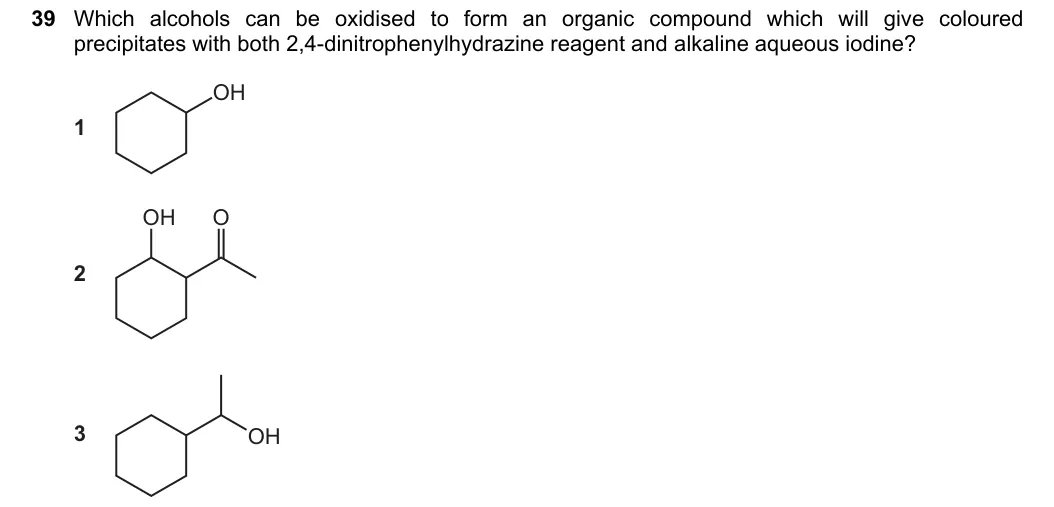 39 Which alcohols can be oxidised to form an organic compound which will give coloured
precipitates with both 2,4-dinitrophenylhydrazine reagent and alkaline aqueous iodine?
OH
1
OH O
2
3
OH